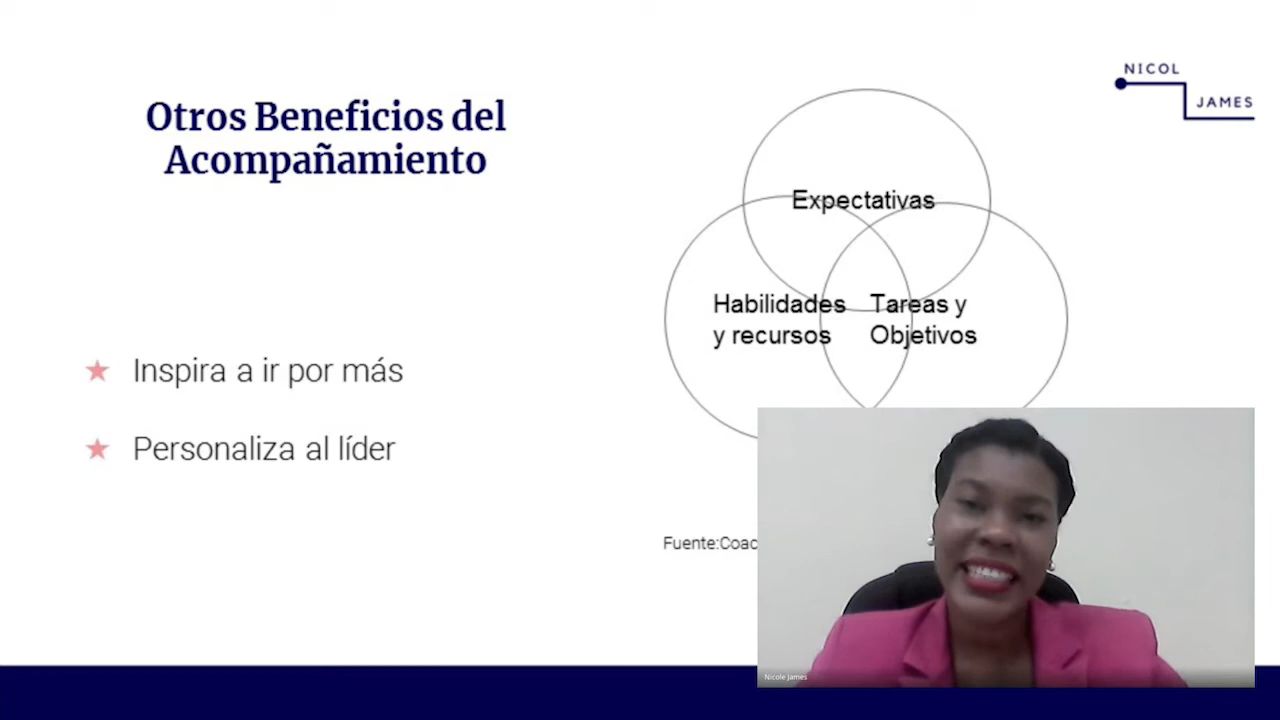 Otros Beneficios del
Acompañamiento
NICOL
JAMES
Expectativas
Habilidades
y recursos
Tareas y
Objetivos
Inspira a ir por más
Personaliza al líder
Fuente:Coac
Nicole James